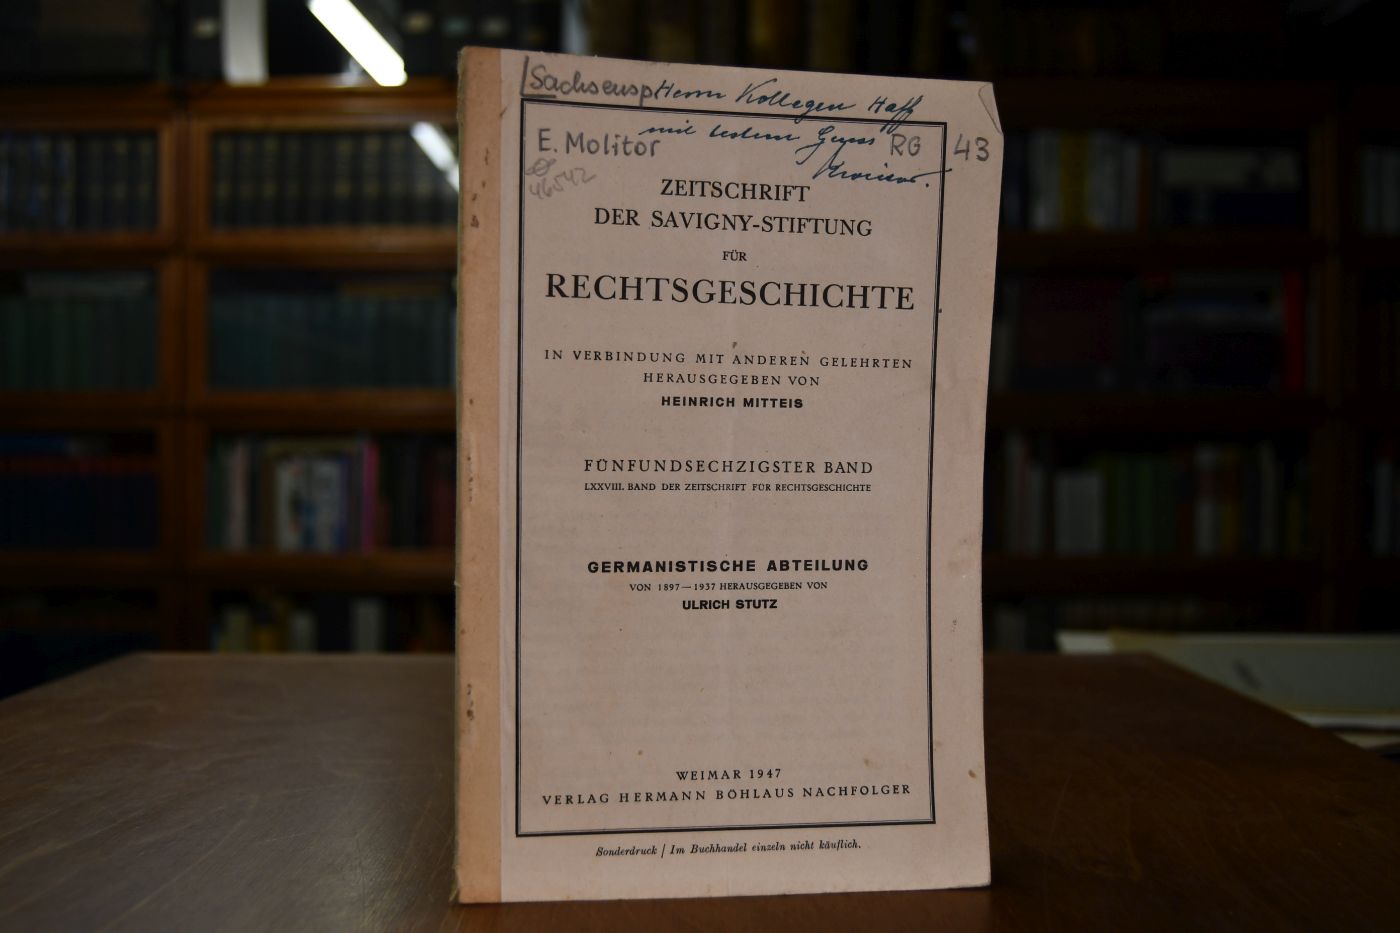 Sachsensp Herrn Kollegen Haff
mit bestem Gruss
E. Molitor
RG 43
Molitor.
46542
ZEITSCHRIFT
DER SAVIGNY-STIFTUNG
FÜR
RECHTSGESCHICHTE
IN VERBINDUNG MIT ANDEREN GELEHRTEN
HERAUSGEGEBEN VON
HEINRICH MITTEIS
FÜNFUNDSECHZIGSTER BAND
LXXVIII. BAND DER ZEITSCHRIFT FÜR RECHTSGESCHICHTE
GERMANISTISCHE ABTEILUNG
VON 1897—1937 HERAUSGEGEBEN VON
ULRICH STUTZ
WEIMAR 1947
VERLAG HERMANN BÖHLAUS NACHFOLGER
Sonderdruck / Im Buchhandel einzeln nicht käuflich.